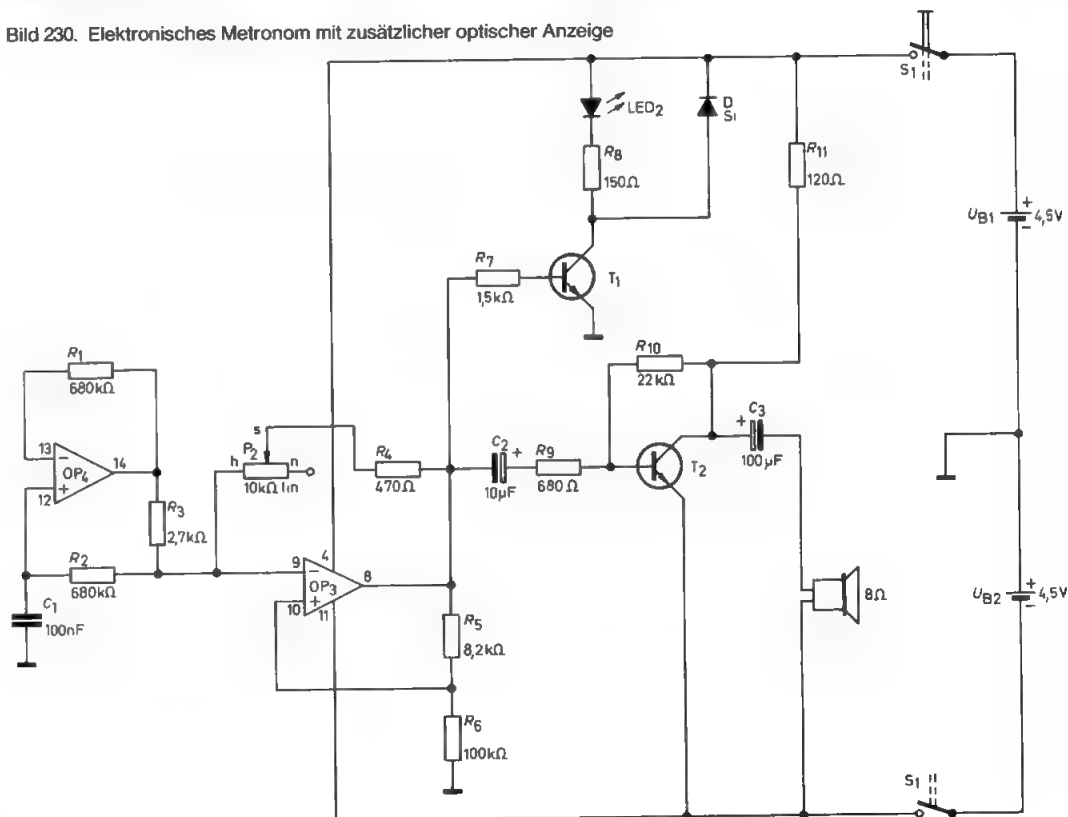 Bild 230. Elektronisches Metronom mit zusätzlicher optischer Anzeige
S1
LED2
D
Si
R8
150Ω
R11
120Ω
UB1
+
4,5V
-
R7
1,5kΩ
T1
R1
680kΩ
R10
22kΩ
13
-
OP4
14
12
+
s
P2
h
n
10kΩ lin
R4
470Ω
C2
+
10µF
R9
680Ω
T2
+
C3
100µF
R3
2,7kΩ
R2
680kΩ
9
-
4
OP3
8
10
+
11
C1
100nF
R5
8,2kΩ
8Ω
UB2
+
4,5V
-
R6
100kΩ
S1